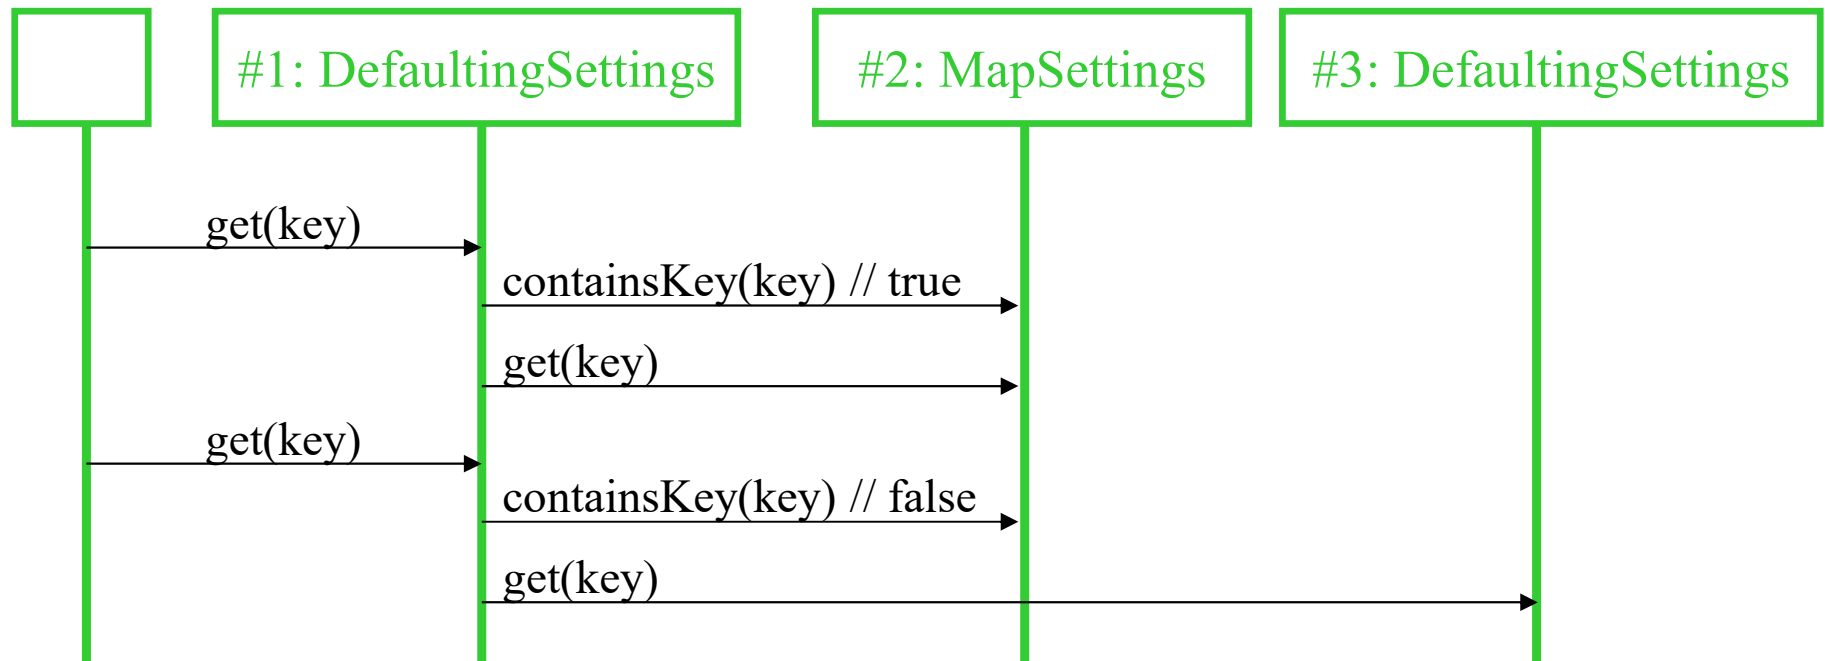 #1: DefaultingSettings
#2: MapSettings
#3: DefaultingSettings
get(key)
containsKey(key) // true
get(key)
get(key)
containsKey(key) // false
get(key)